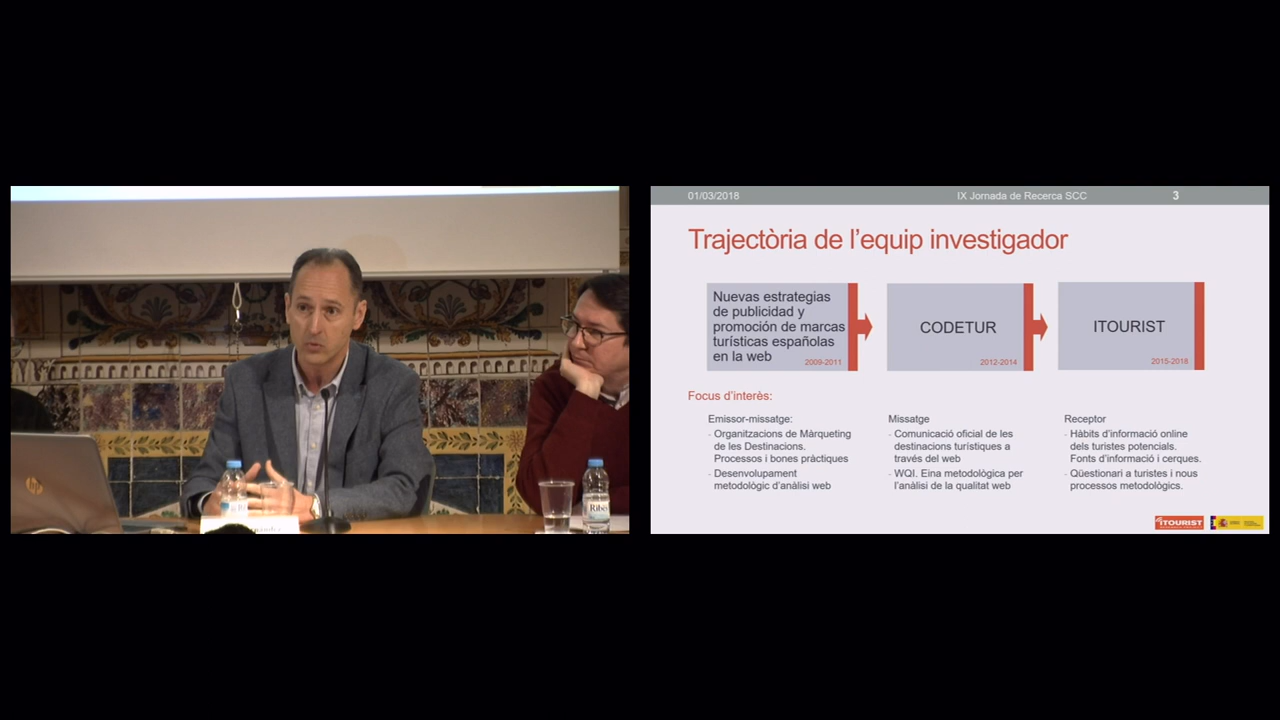 01/03/2018
IX Jornada de Recerca SCC
3
Trajectòria de l'equip investigador
Nuevas estrategias
de publicidad y
promoción de marcas
turísticas españolas
en la web
2009-2011
CODETUR
2012-2014
ITOURIST
2015-2018
Focus d'interès:
Emissor-missatge:
- Organitzacions de Màrqueting
de les Destinacions.
Processos i bones pràctiques
- Desenvolupament
metodològic d'anàlisi web
Missatge
- Comunicació oficial de les
destinacions turístiques a
través del web
- WQI. Eina metodològica per
l'anàlisi de la qualitat web
Receptor
- Hàbits d'informació online
dels turistes potencials.
Fonts d'informació i cerques.
- Qüestionari a turistes i nous
processos metodològics.
ITOURIST
hp
Ribes